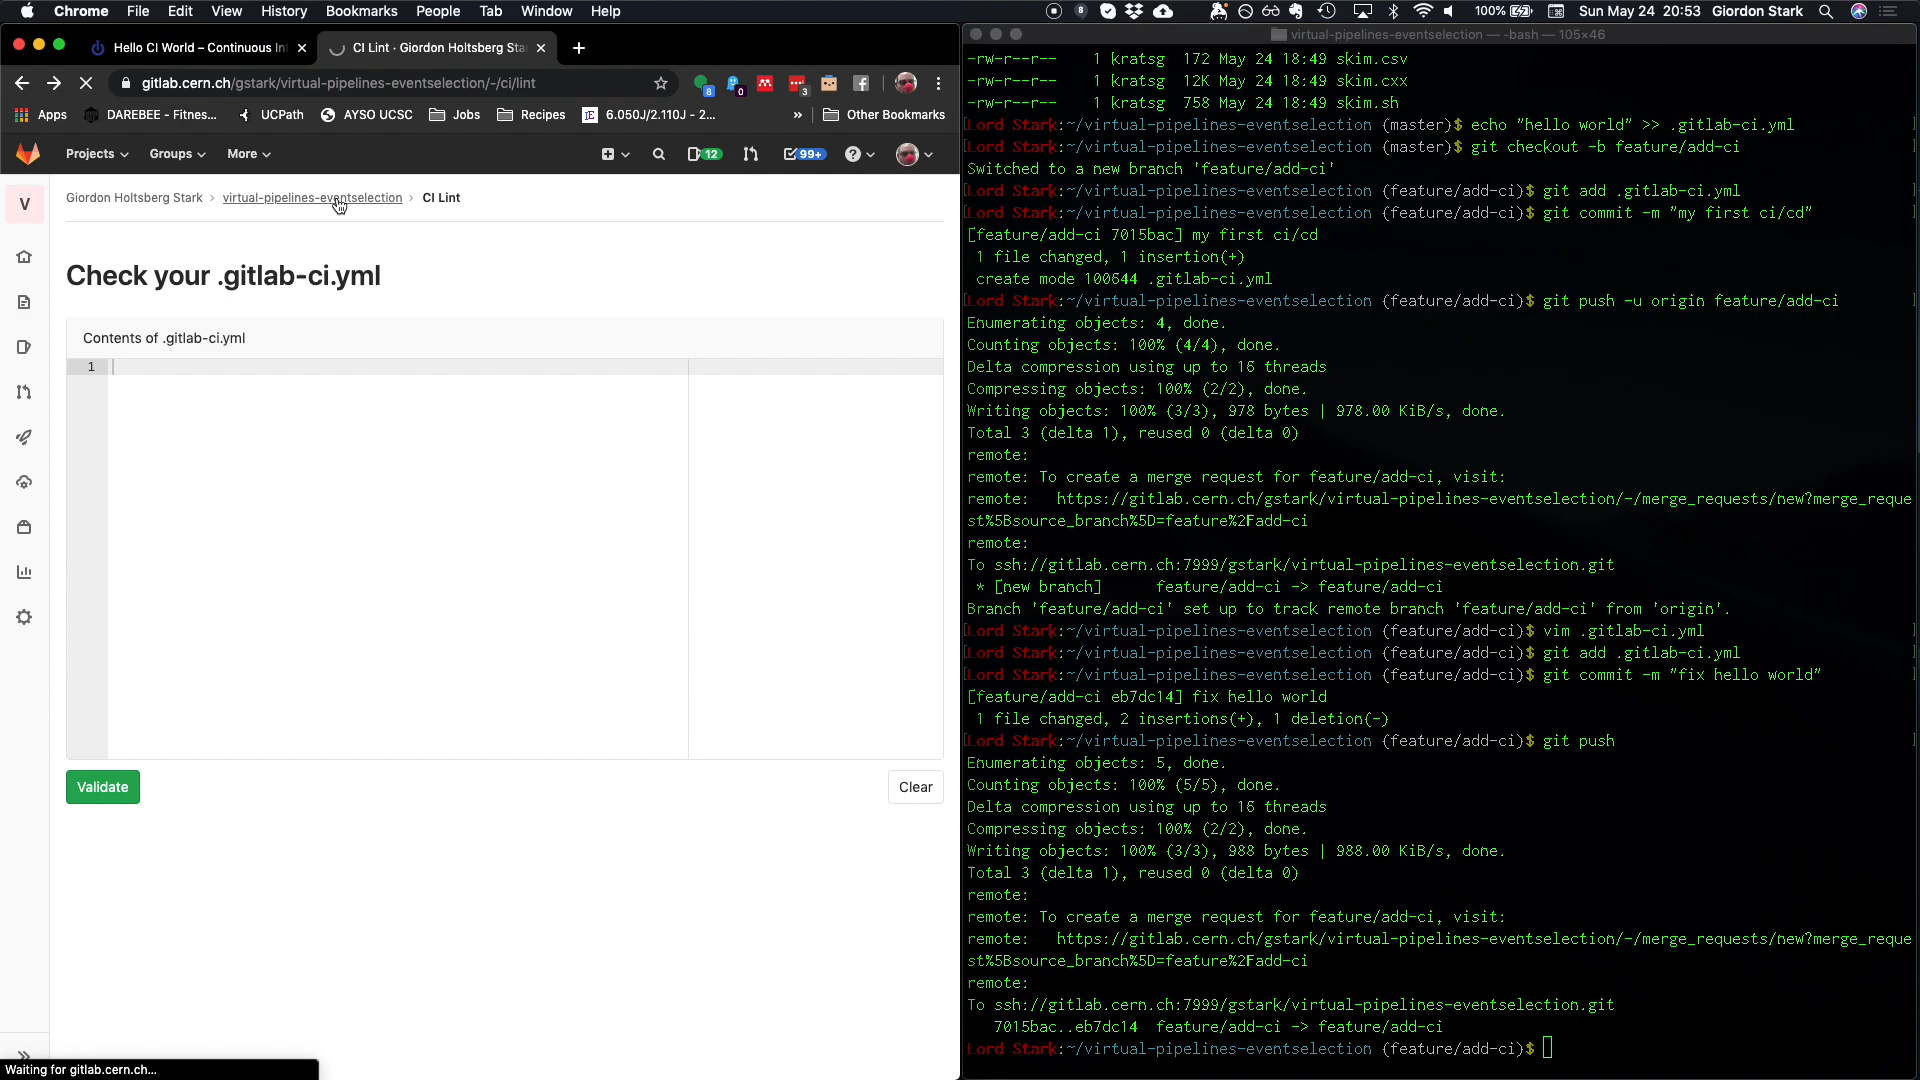 Chrome File Edit View History Bookmarks People Tab Window Help
8 100% Sun May 24 20:53 Giordon Stark
Hello CI World – Continuous In
CI Lint · Giordon Holtsberg Sta
gitlab.cern.ch/gstark/virtual-pipelines-eventselection/-/ci/lint
8 0 3
Apps DAREBEE - Fitnes... UCPath AYSO UCSC Jobs Recipes 6.050J/2.110J - 2... » Other Bookmarks
Projects Groups More 12 99+
V
Giordon Holtsberg Stark › virtual-pipelines-eventselection › CI Lint
Check your .gitlab-ci.yml
Contents of .gitlab-ci.yml
1
Validate
Clear
Waiting for gitlab.cern.ch...
virtual-pipelines-eventselection — -bash — 105×46
-rw-r--r-- 1 kratsg 172 May 24 18:49 skim.csv
-rw-r--r-- 1 kratsg 12K May 24 18:49 skim.cxx
-rw-r--r-- 1 kratsg 758 May 24 18:49 skim.sh
Lord Stark:~/virtual-pipelines-eventselection (master)$ echo "hello world" >> .gitlab-ci.yml
Lord Stark:~/virtual-pipelines-eventselection (master)$ git checkout -b feature/add-ci
Switched to a new branch 'feature/add-ci'
Lord Stark:~/virtual-pipelines-eventselection (feature/add-ci)$ git add .gitlab-ci.yml
Lord Stark:~/virtual-pipelines-eventselection (feature/add-ci)$ git commit -m "my first ci/cd"
[feature/add-ci 7015bac] my first ci/cd
1 file changed, 1 insertion(+)
create mode 100644 .gitlab-ci.yml
Lord Stark:~/virtual-pipelines-eventselection (feature/add-ci)$ git push -u origin feature/add-ci
Enumerating objects: 4, done.
Counting objects: 100% (4/4), done.
Delta compression using up to 16 threads
Compressing objects: 100% (2/2), done.
Writing objects: 100% (3/3), 978 bytes | 978.00 KiB/s, done.
Total 3 (delta 1), reused 0 (delta 0)
remote:
remote: To create a merge request for feature/add-ci, visit:
remote: https://gitlab.cern.ch/gstark/virtual-pipelines-eventselection/-/merge_requests/new?merge_reque
st%5Bsource_branch%5D=feature%2Fadd-ci
remote:
To ssh://gitlab.cern.ch:7999/gstark/virtual-pipelines-eventselection.git
* [new branch] feature/add-ci -> feature/add-ci
Branch 'feature/add-ci' set up to track remote branch 'feature/add-ci' from 'origin'.
Lord Stark:~/virtual-pipelines-eventselection (feature/add-ci)$ vim .gitlab-ci.yml
Lord Stark:~/virtual-pipelines-eventselection (feature/add-ci)$ git add .gitlab-ci.yml
Lord Stark:~/virtual-pipelines-eventselection (feature/add-ci)$ git commit -m "fix hello world"
[feature/add-ci eb7dc14] fix hello world
1 file changed, 2 insertions(+), 1 deletion(-)
Lord Stark:~/virtual-pipelines-eventselection (feature/add-ci)$ git push
Enumerating objects: 5, done.
Counting objects: 100% (5/5), done.
Delta compression using up to 16 threads
Compressing objects: 100% (2/2), done.
Writing objects: 100% (3/3), 988 bytes | 988.00 KiB/s, done.
Total 3 (delta 1), reused 0 (delta 0)
remote:
remote: To create a merge request for feature/add-ci, visit:
remote: https://gitlab.cern.ch/gstark/virtual-pipelines-eventselection/-/merge_requests/new?merge_reque
st%5Bsource_branch%5D=feature%2Fadd-ci
remote:
To ssh://gitlab.cern.ch:7999/gstark/virtual-pipelines-eventselection.git
7015bac..eb7dc14 feature/add-ci -> feature/add-ci
Lord Stark:~/virtual-pipelines-eventselection (feature/add-ci)$